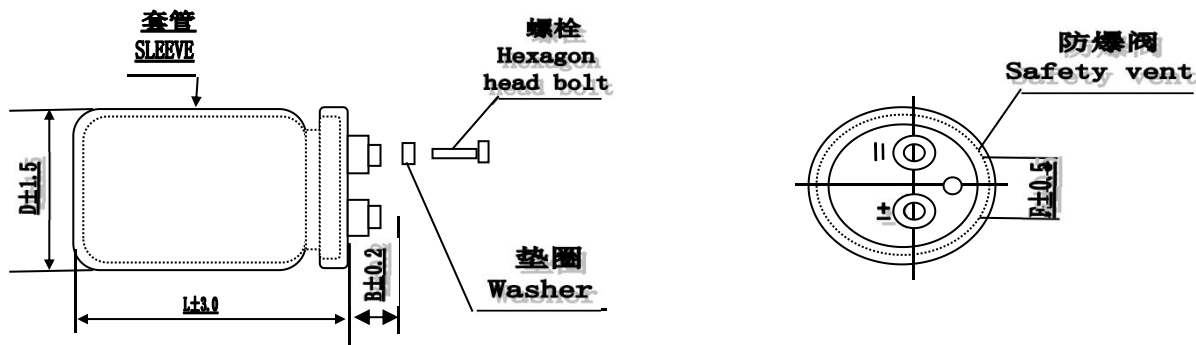 套管
SLEEVE
螺栓
Hexagon
head bolt
防爆阀
Safety vent
D±1.5
L±3.0
B±0.2
垫圈
Washer
F±0.5